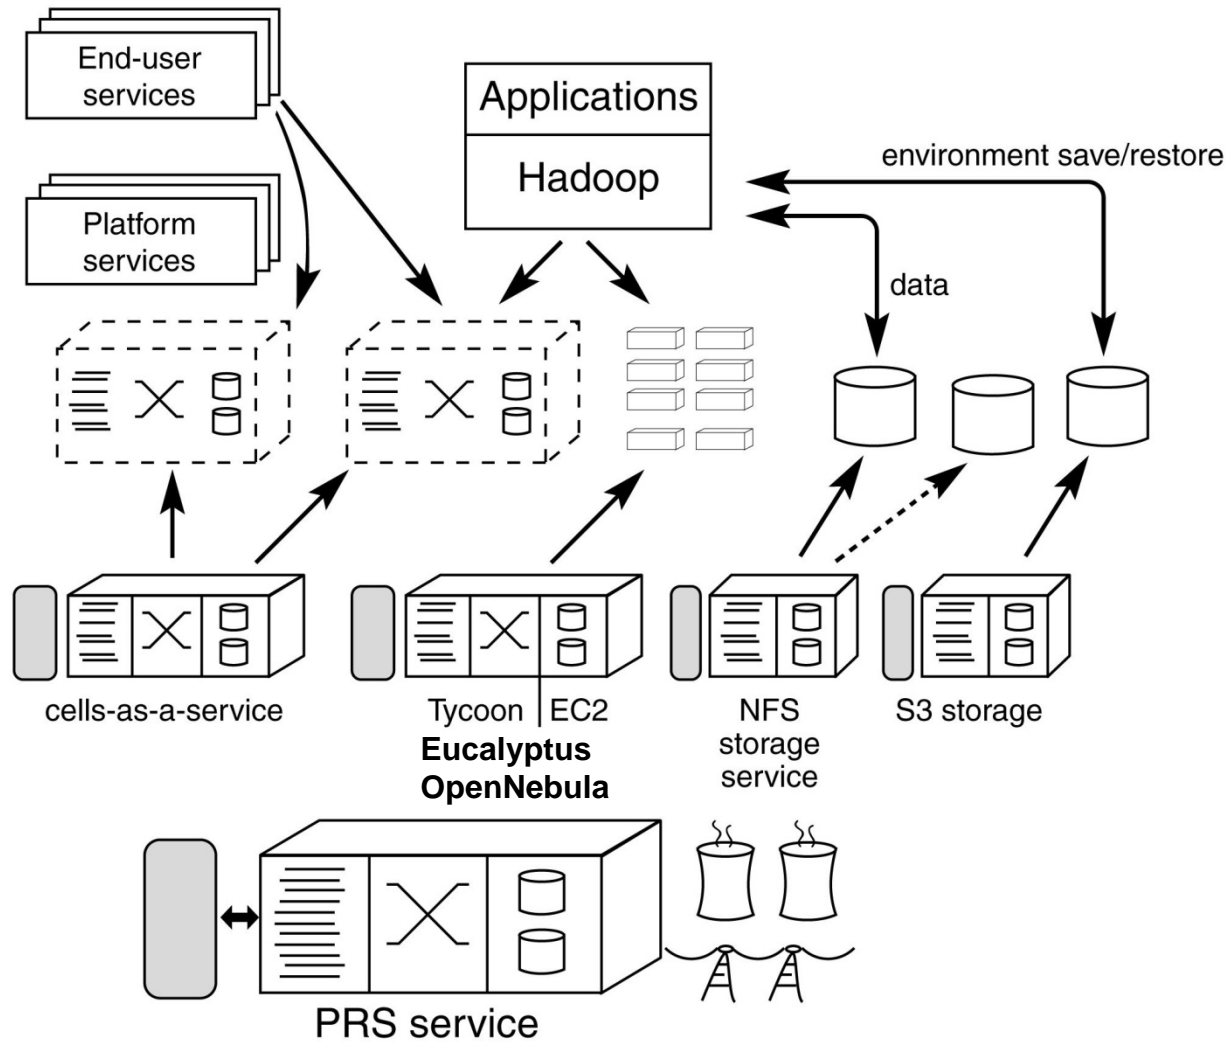 End-user
services
Applications
Hadoop
environment save/restore
Platform
services
data
cells-as-a-service
Tycoon EC2
Eucalyptus
OpenNebula
NFS
storage
service
S3 storage
PRS service